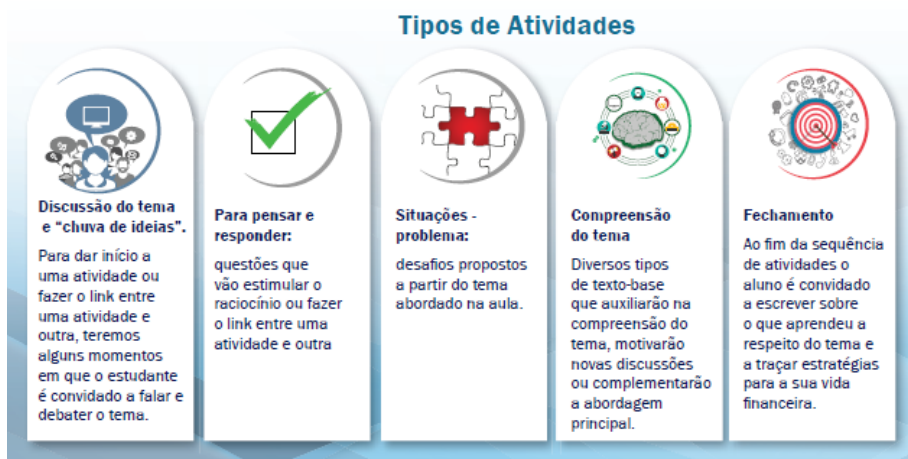 Tipos de Atividades
Discussão do tema
e “chuva de ideias”.
Para dar início a
uma atividade ou
fazer o link entre
uma atividade e
outra, teremos
alguns momentos
em que o estudante
é convidado a falar e
debater o tema.
Para pensar e
responder:
questões que
vão estimular o
raciocínio ou fazer
o link entre uma
atividade e outra
Situações -
problema:
desafios propostos
a partir do tema
abordado na aula.
Compreensão
do tema
Diversos tipos
de texto-base
que auxiliarão na
compreensão do
tema, motivarão
novas discussões
ou complementarão
a abordagem
principal.
Fechamento
Ao fim da sequência
de atividades o
aluno é convidado
a escrever sobre
o que aprendeu a
respeito do tema e
a traçar estratégias
para a sua vida
financeira.